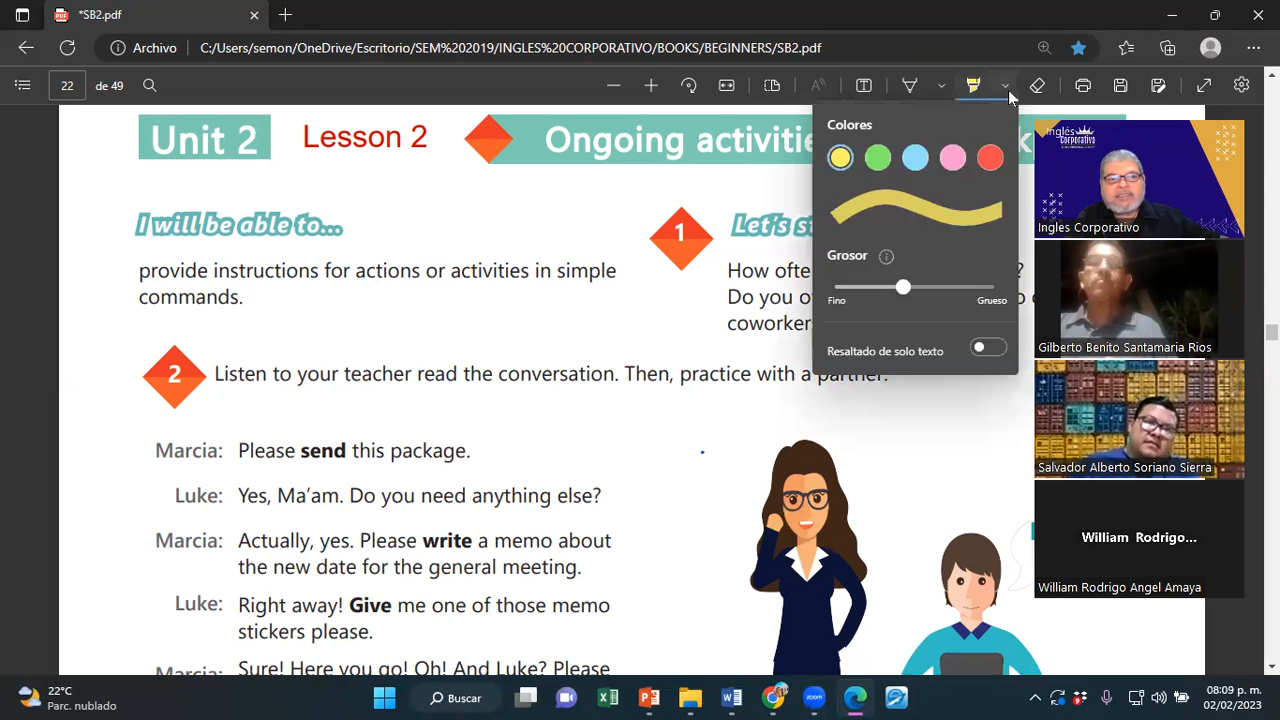 *SB2.pdf
Archivo
C:/Users/semon/OneDrive/Escritorio/SEM%202019/INGLES%20CORPORATIVO/BOOKS/BEGINNERS/SB2.pdf
22 de 49
Unit 2 Lesson 2 Ongoing activitie k
Colores
Grosor
Fino Grueso
Resaltado de solo texto
I will be able to...
provide instructions for actions or activities in simple
commands.
1 Let's st
How ofte ?
Do you o
coworker
2 Listen to your teacher read the conversation. Then, practice with a partner.
Marcia: Please send this package.
Luke: Yes, Ma'am. Do you need anything else?
Marcia: Actually, yes. Please write a memo about
the new date for the general meeting.
Luke: Right away! Give me one of those memo
stickers please.
Marcia: Sure! Here you go! Oh! And Luke? Please
Inglés
Corporativo
Ingles Corporativo
Gilberto Benito Santamaria Rios
Salvador Alberto Soriano Sierra
William Rodrigo...
William Rodrigo Angel Amaya
22°C
Parc. nublado
Buscar
zoom
08:09 p. m.
02/02/2023